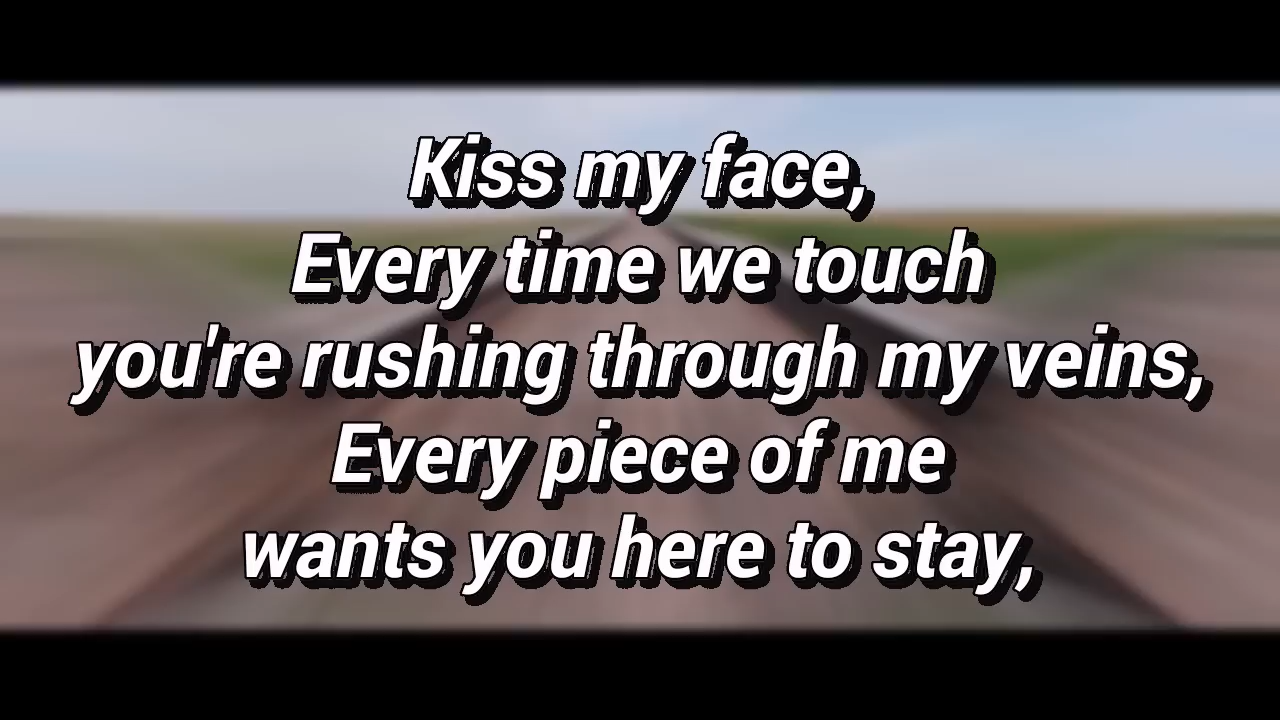 Kiss my face,
Every time we touch
you're rushing through my veins,
Every piece of me
wants you here to stay,